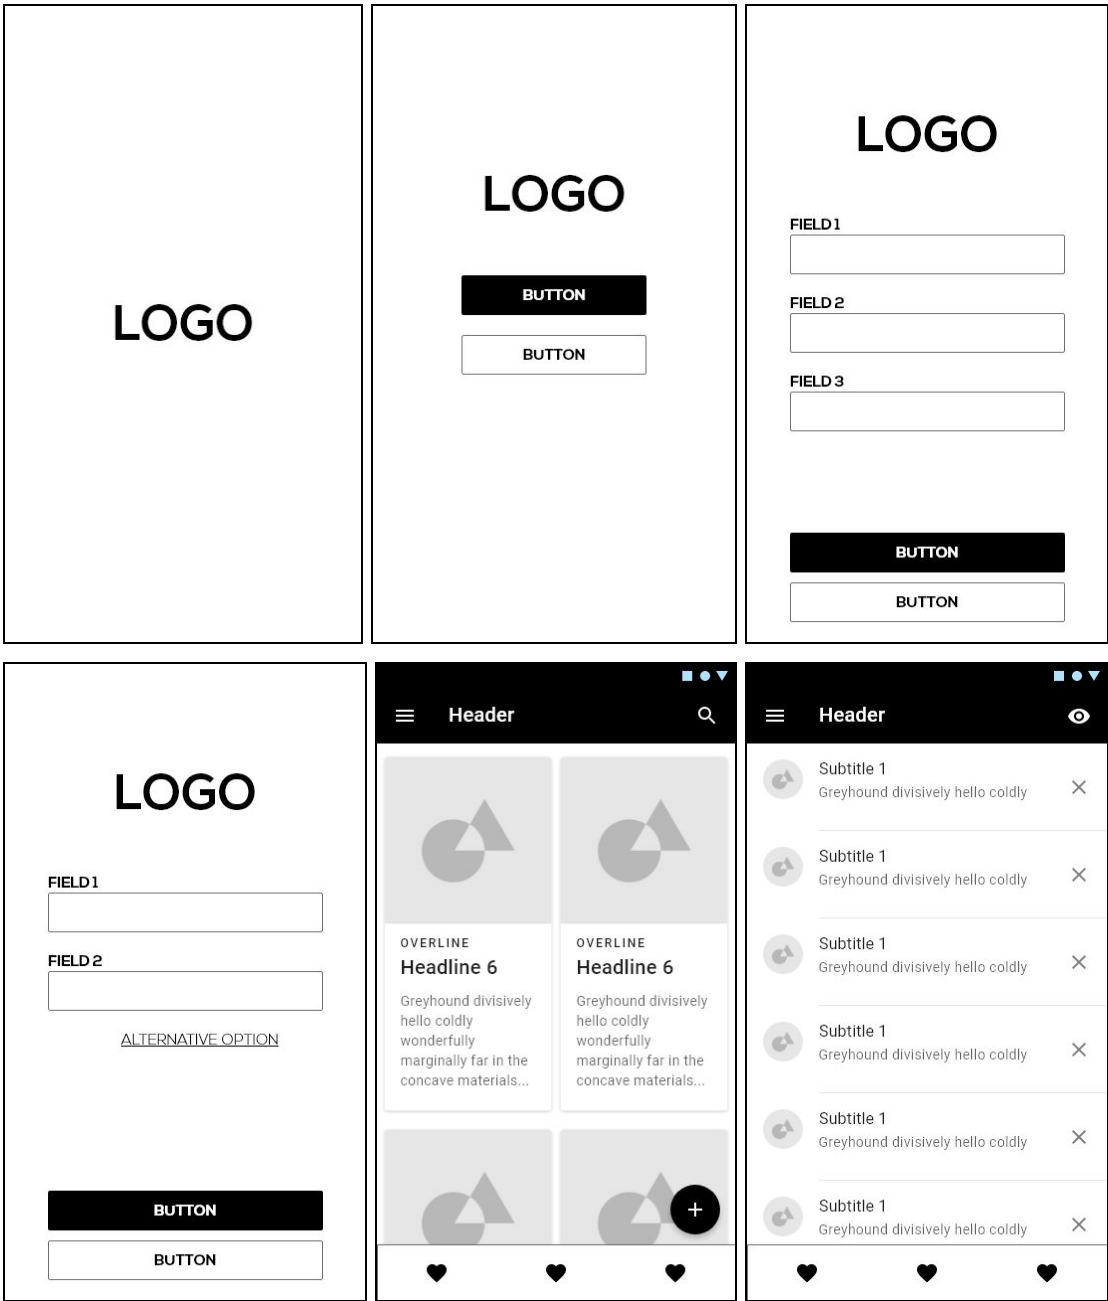 LOGO
LOGO
BUTTON
BUTTON
LOGO
FIELD 1
FIELD 2
FIELD 3
BUTTON
BUTTON
LOGO
FIELD 1
FIELD 2
ALTERNATIVE OPTION
BUTTON
BUTTON
Header
OVERLINE
Headline 6
Greyhound divisively
hello coldly
wonderfully
marginally far in the
concave materials...
OVERLINE
Headline 6
Greyhound divisively
hello coldly
wonderfully
marginally far in the
concave materials...
Header
Subtitle 1
Greyhound divisively hello coldly
Subtitle 1
Greyhound divisively hello coldly
Subtitle 1
Greyhound divisively hello coldly
Subtitle 1
Greyhound divisively hello coldly
Subtitle 1
Greyhound divisively hello coldly
Subtitle 1
Greyhound divisively hello coldly